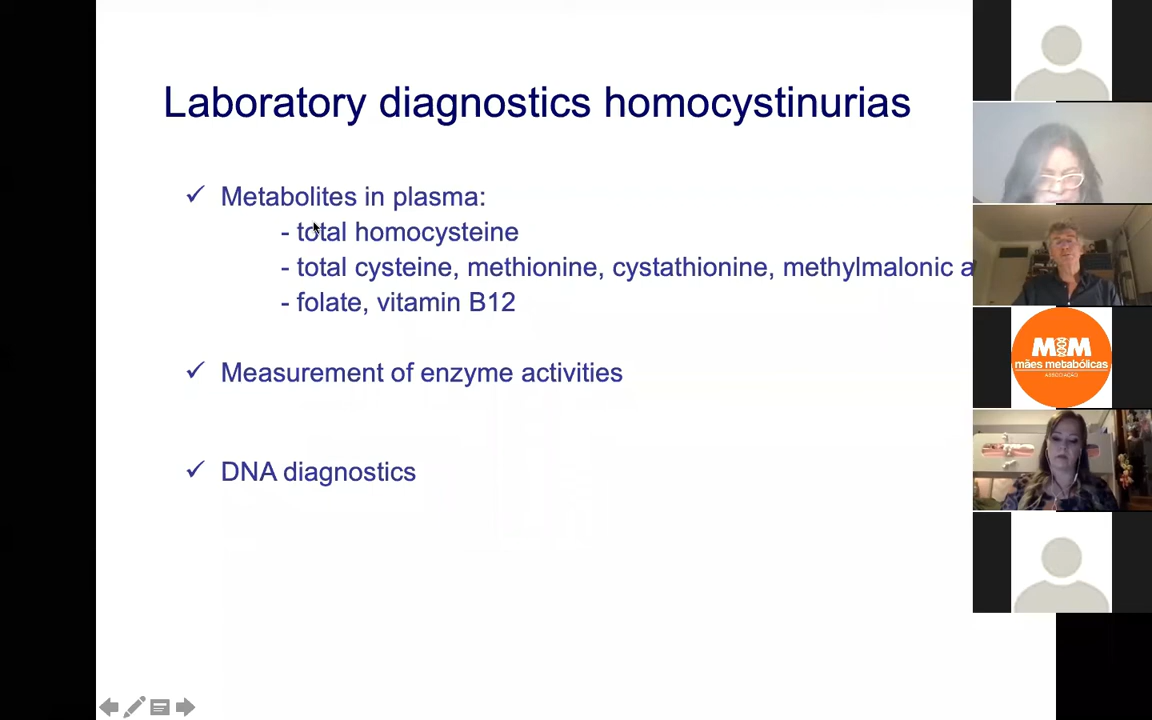 Laboratory diagnostics homocystinurias
✓ Metabolites in plasma:
- total homocysteine
- total cysteine, methionine, cystathionine, methylmalonic a
- folate, vitamin B12
✓ Measurement of enzyme activities
✓ DNA diagnostics
MM
mães metabólicas
ASSOCIAÇÃO